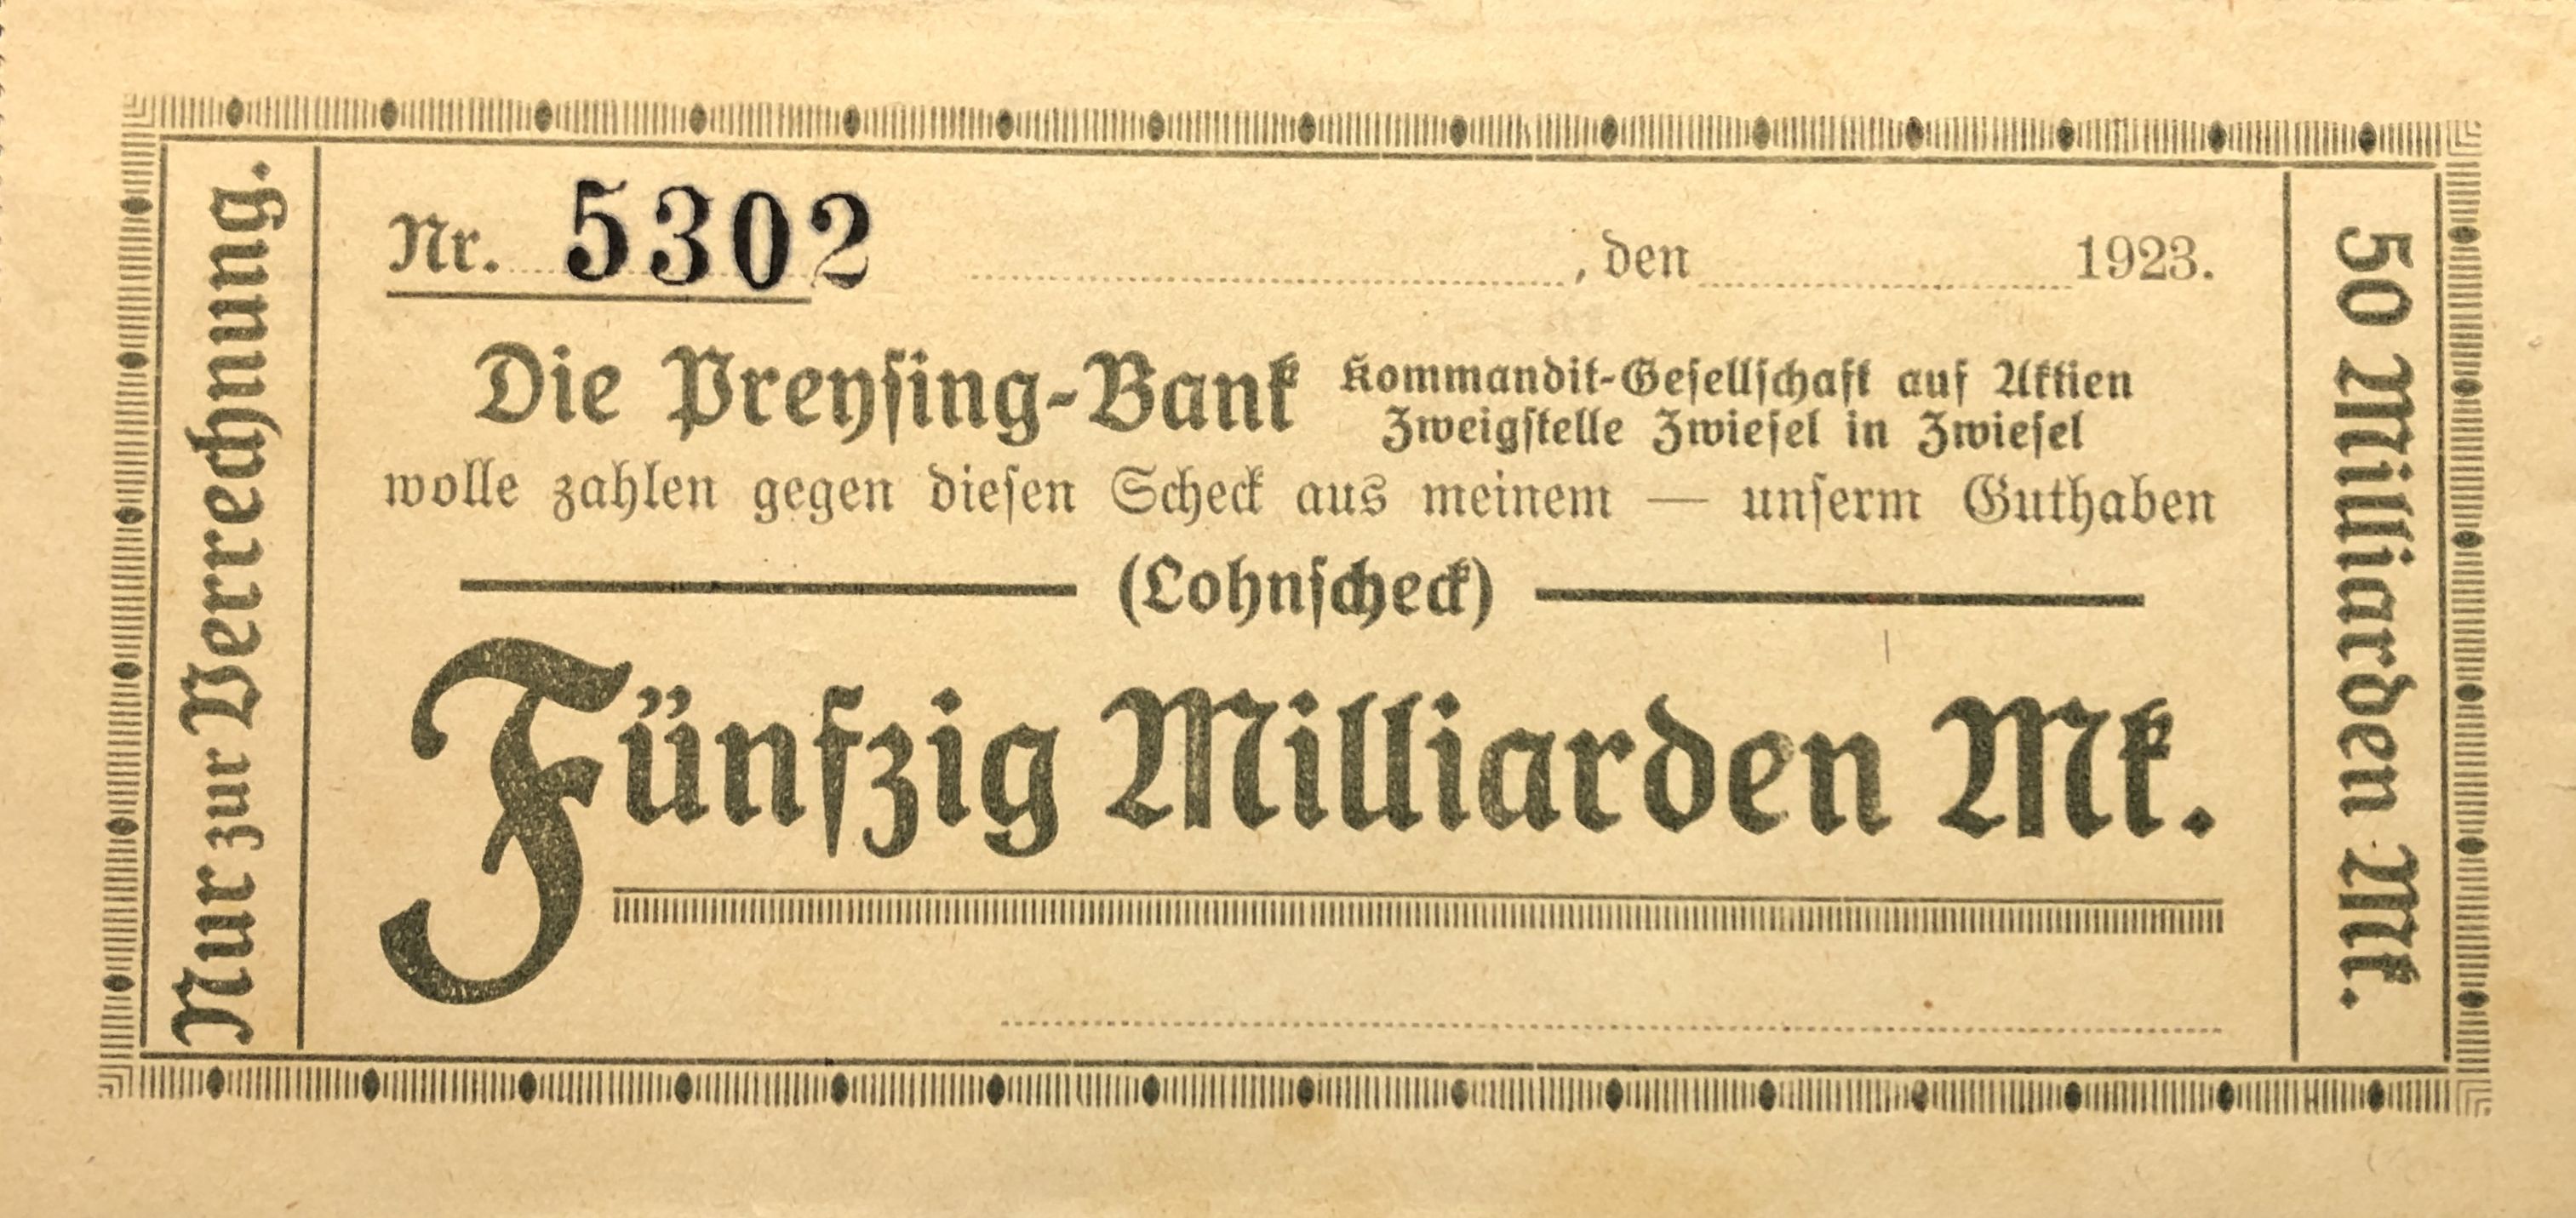 Nur zur Verrechnung.
Nr. 5302 , den 1923.
Die Preysing-Bank Kommandit-Gesellschaft auf Aktien
Zweigstelle Zwiesel in Zwiesel
wolle zahlen gegen diesen Scheck aus meinem — unserm Guthaben
(Lohnscheck)
Fünfzig Milliarden Mk.
50 Milliarden Mk.